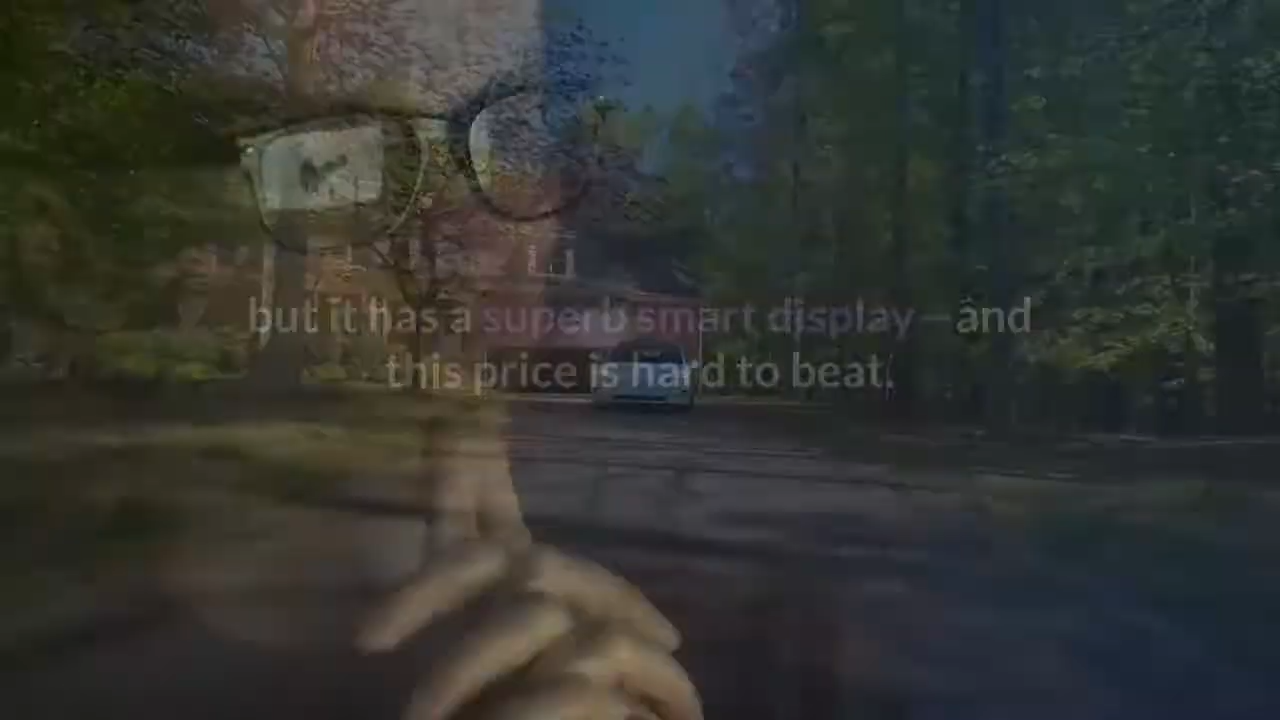 but it has a superb smart display—and
this price is hard to beat.